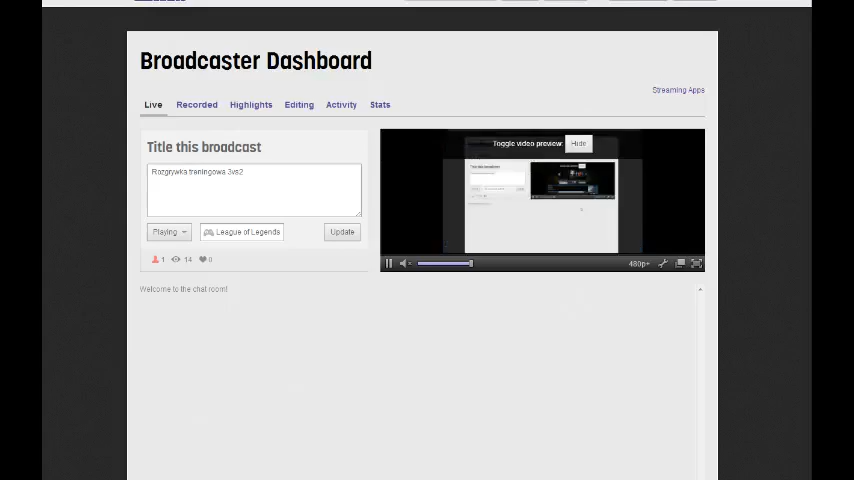 Broadcaster Dashboard
Streaming Apps
Live Recorded Highlights Editing Activity Stats
Title this broadcast
Rozgrywka treningowa 3vs2
Playing League of Legends Update
1 14 0
Toggle video preview: Hide
480p+
Welcome to the chat room!